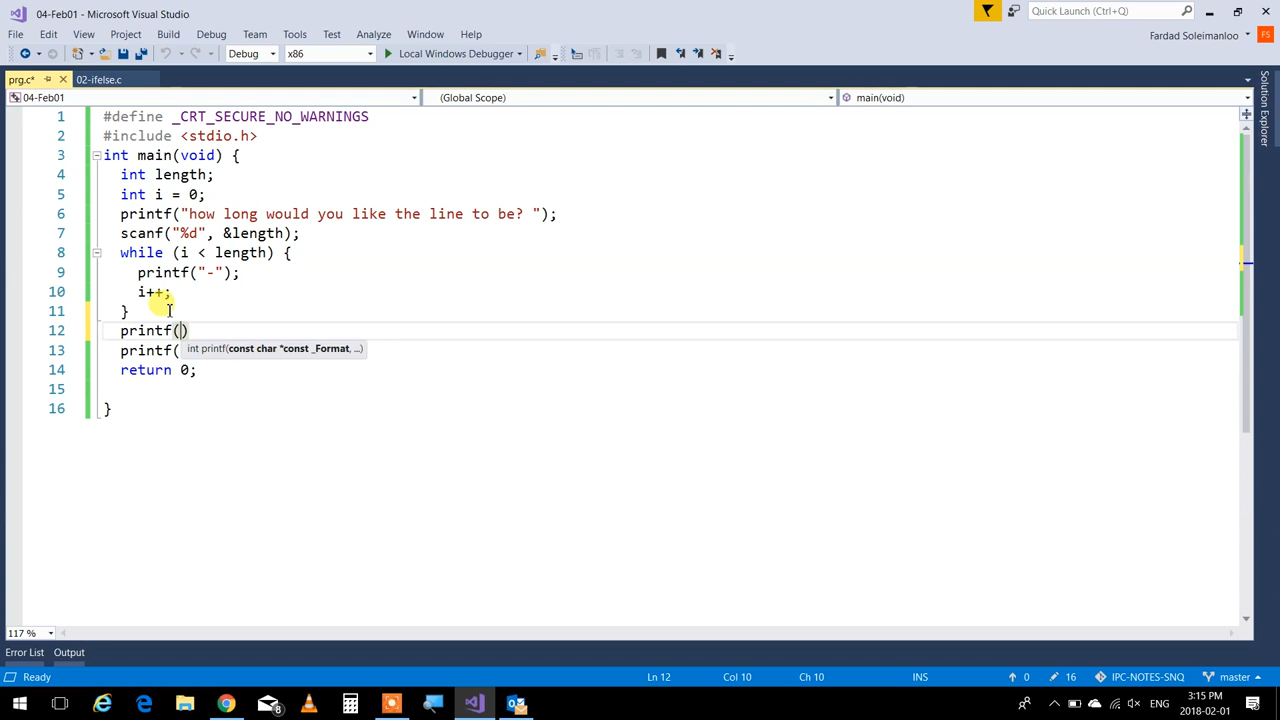 04-Feb01 - Microsoft Visual Studio
Quick Launch (Ctrl+Q)
File Edit View Project Build Debug Team Tools Test Analyze Window Help
Fardad Soleimanloo
FS
Debug x86 Local Windows Debugger
prg.c* 02-ifelse.c
04-Feb01 (Global Scope) main(void)
Solution Explorer
1 #define _CRT_SECURE_NO_WARNINGS
2 #include <stdio.h>
3 int main(void) {
4 int length;
5 int i = 0;
6 printf("how long would you like the line to be? ");
7 scanf("%d", &length);
8 while (i < length) {
9 printf("-");
10 i++;
11 }
12 printf()
13 printf( int printf(const char *const _Format, ...)
14 return 0;
15
16 }
117 %
Error List Output
Ready Ln 12 Col 10 Ch 10 INS 0 16 IPC-NOTES-SNQ master
8
ENG
3:15 PM
2018-02-01